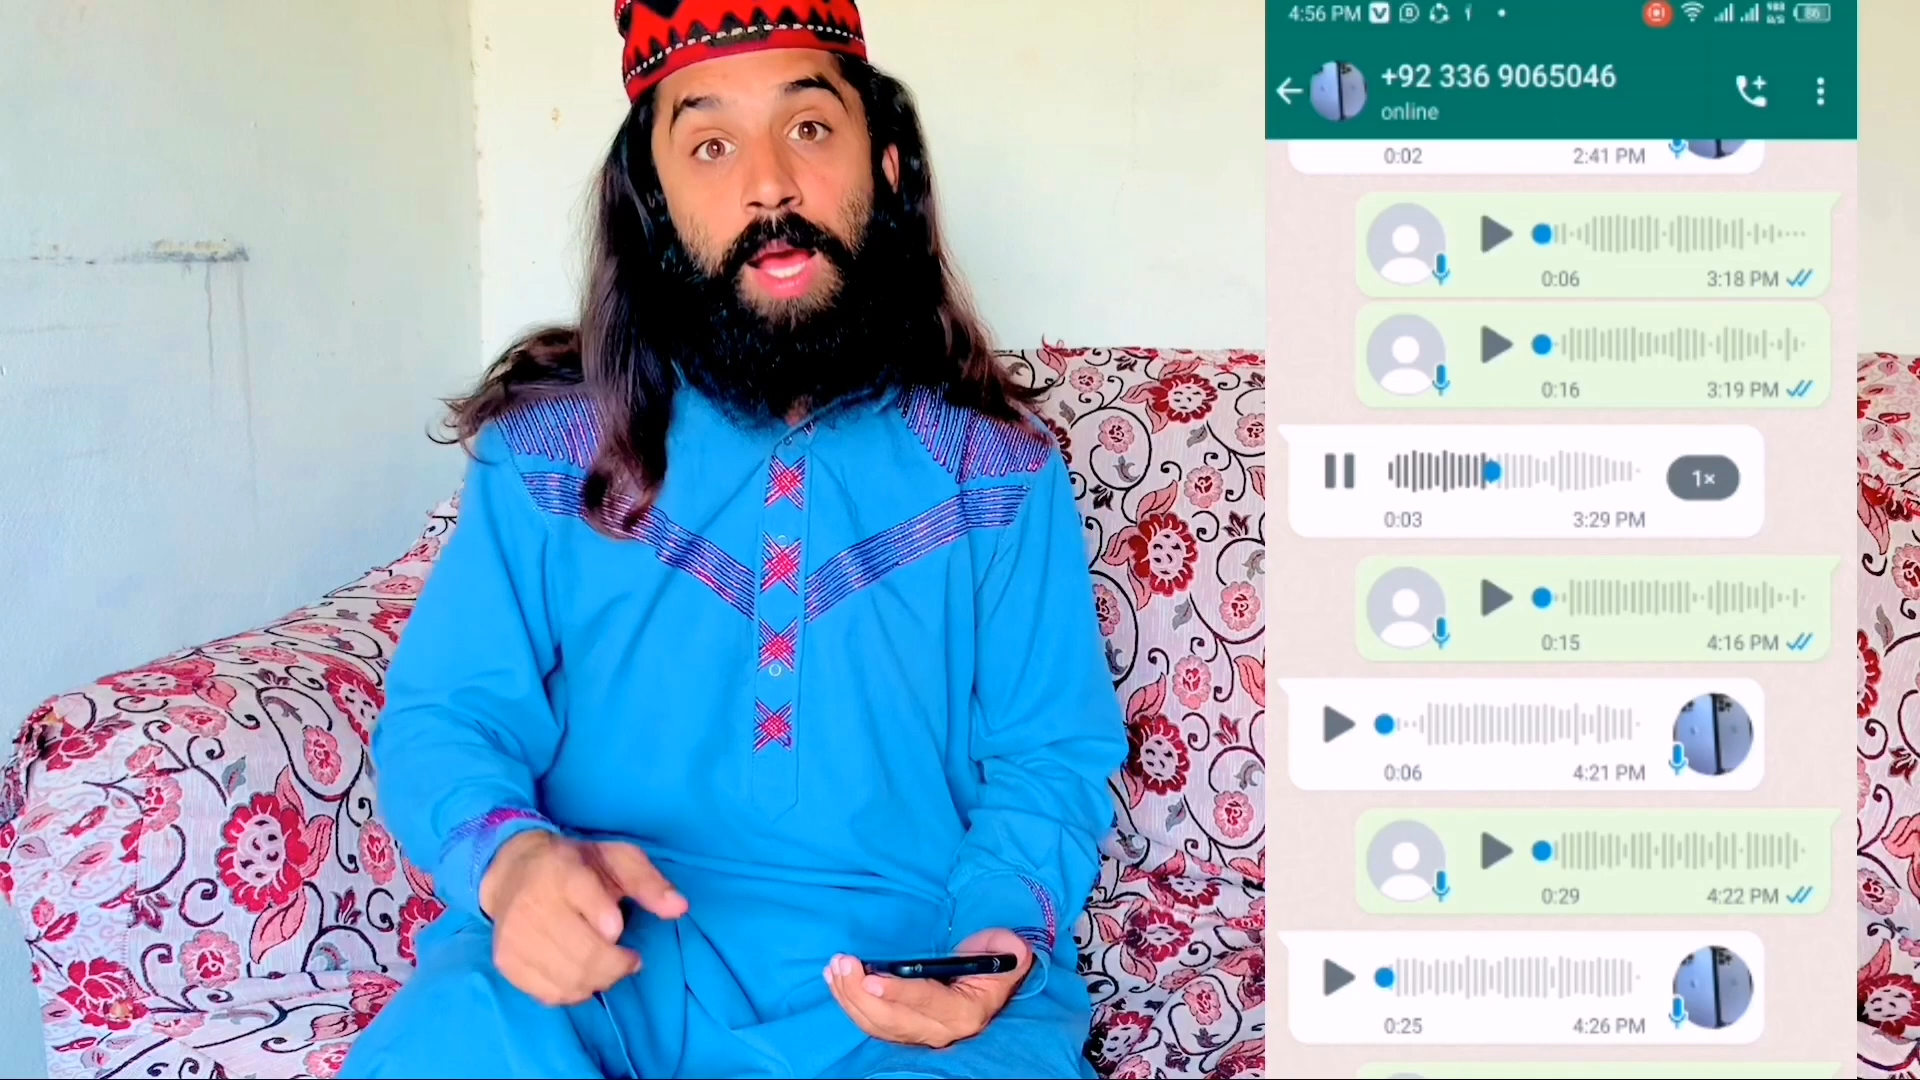 4:56 PM
86
+92 336 9065046
online
0:02 2:41 PM
0:06 3:18 PM
0:16 3:19 PM
1×
0:03 3:29 PM
0:15 4:16 PM
0:06 4:21 PM
0:29 4:22 PM
0:25 4:26 PM